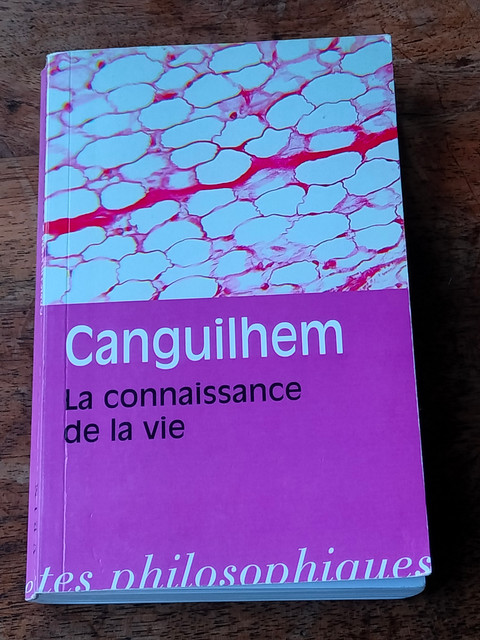 Canguilhem
La connaissance
de la vie
tes philosophiques